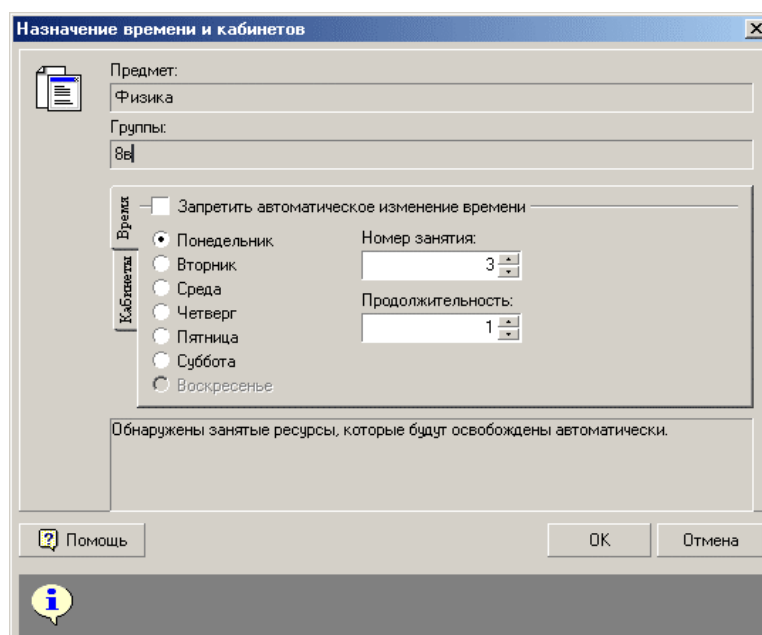 Назначение времени и кабинетов
Предмет:
Физика
Группы:
8в
Время
Кабинеты
Запретить автоматическое изменение времени
Понедельник
Вторник
Среда
Четверг
Пятница
Суббота
Воскресенье
Номер занятия:
3
Продолжительность:
1
Обнаружены занятые ресурсы, которые будут освобождены автоматически.
Помощь
OK
Отмена